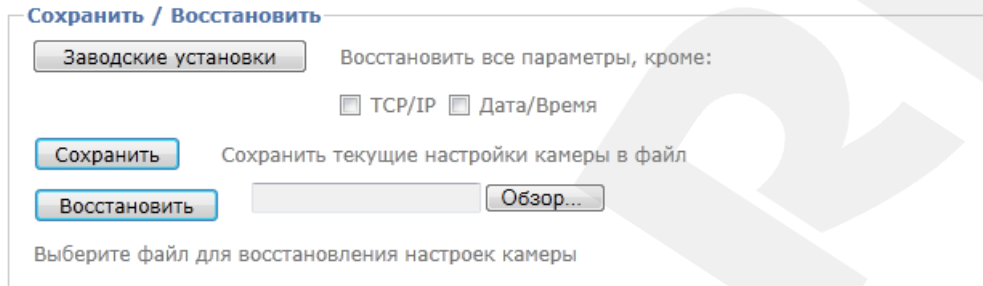 Сохранить / Восстановить
Заводские установки Восстановить все параметры, кроме:
TCP/IP Дата/Время
Сохранить Сохранить текущие настройки камеры в файл
Восстановить Обзор...
Выберите файл для восстановления настроек камеры